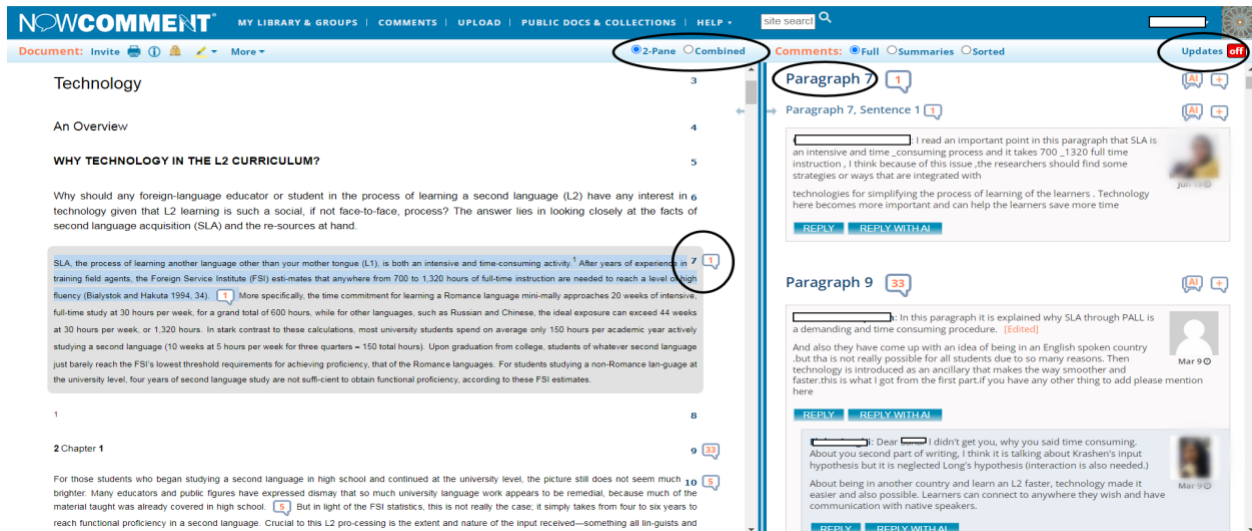 NOWCOMMENT® MY LIBRARY & GROUPS | COMMENTS | UPLOAD | PUBLIC DOCS & COLLECTIONS | HELP site searc
Document: Invite More 2-Pane Combined Comments: Full Summaries Sorted Updates off
Technology 3
An Overview 4
WHY TECHNOLOGY IN THE L2 CURRICULUM? 5
Why should any foreign-language educator or student in the process of learning a second language (L2) have any interest in 6
technology given that L2 learning is such a social, if not face-to-face, process? The answer lies in looking closely at the facts of
second language acquisition (SLA) and the re-sources at hand.
SLA, the process of learning another language other than your mother tongue (L1), is both an intensive and time-consuming activity.1 After years of experience in 7 1
training field agents, the Foreign Service Institute (FSI) esti-mates that anywhere from 700 to 1,320 hours of full-time instruction are needed to reach a level of high
fluency (Bialystok and Hakuta 1994, 34). 1 More specifically, the time commitment for learning a Romance language mini-mally approaches 20 weeks of intensive,
full-time study at 30 hours per week, for a grand total of 600 hours, while for other languages, such as Russian and Chinese, the ideal exposure can exceed 44 weeks
at 30 hours per week, or 1,320 hours. In stark contrast to these calculations, most university students spend on average only 150 hours per academic year actively
studying a second language (10 weeks at 5 hours per week for three quarters = 150 total hours). Upon graduation from college, students of whatever second language
just barely reach the FSI's lowest threshold requirements for achieving proficiency, that of the Romance languages. For students studying a non-Romance lan-guage at
the university level, four years of second language study are not suffi-cient to obtain functional proficiency, according to these FSI estimates.
1 8
2 Chapter 1 9 33
For those students who began studying a second language in high school and continued at the university level, the picture still does not seem much 10 5
brighter. Many educators and public figures have expressed dismay that so much university language work appears to be remedial, because much of the
material taught was already covered in high school. 5 But in light of the FSI statistics, this is not really the case; it simply takes from four to six years to
reach functional proficiency in a second language. Crucial to this L2 pro-cessing is the extent and nature of the input received—something all lin-guists and
Paragraph 7 1 AI +
Paragraph 7, Sentence 1 1 AI +
: I read an important point in this paragraph that SLA is
an intensive and time _consuming process and it takes 700 _1320 full time
instruction , I think because of this issue ,the researchers should find some
strategies or ways that are integrated with
technologies for simplifying the process of learning of the learners . Technology
here becomes more important and can help the learners save more time
REPLY REPLY WITH AI
Paragraph 9 33 AI +
: In this paragraph it is explained why SLA through PALL is
a demanding and time consuming procedure. [Edited]
And also they have come up with an idea of being in an English spoken country
.but tha is not really possible for all students due to so many reasons. Then
technology is introduced as an ancillary that makes the way smoother and
faster.this is what I got from the first part.if you have any other thing to add please mention
here
Mar 9
REPLY REPLY WITH AI
: Dear I didn't get you, why you said time consuming.
About you second part of writing, I think it is talking about Krashen's input
hypothesis but it is neglected Long's hypothesis (interaction is also needed.)
About being in another country and learn an L2 faster, technology made it
easier and also possible. Learners can connect to anywhere they wish and have
communication with native speakers.
Mar 9
REPLY REPLY WITH AI